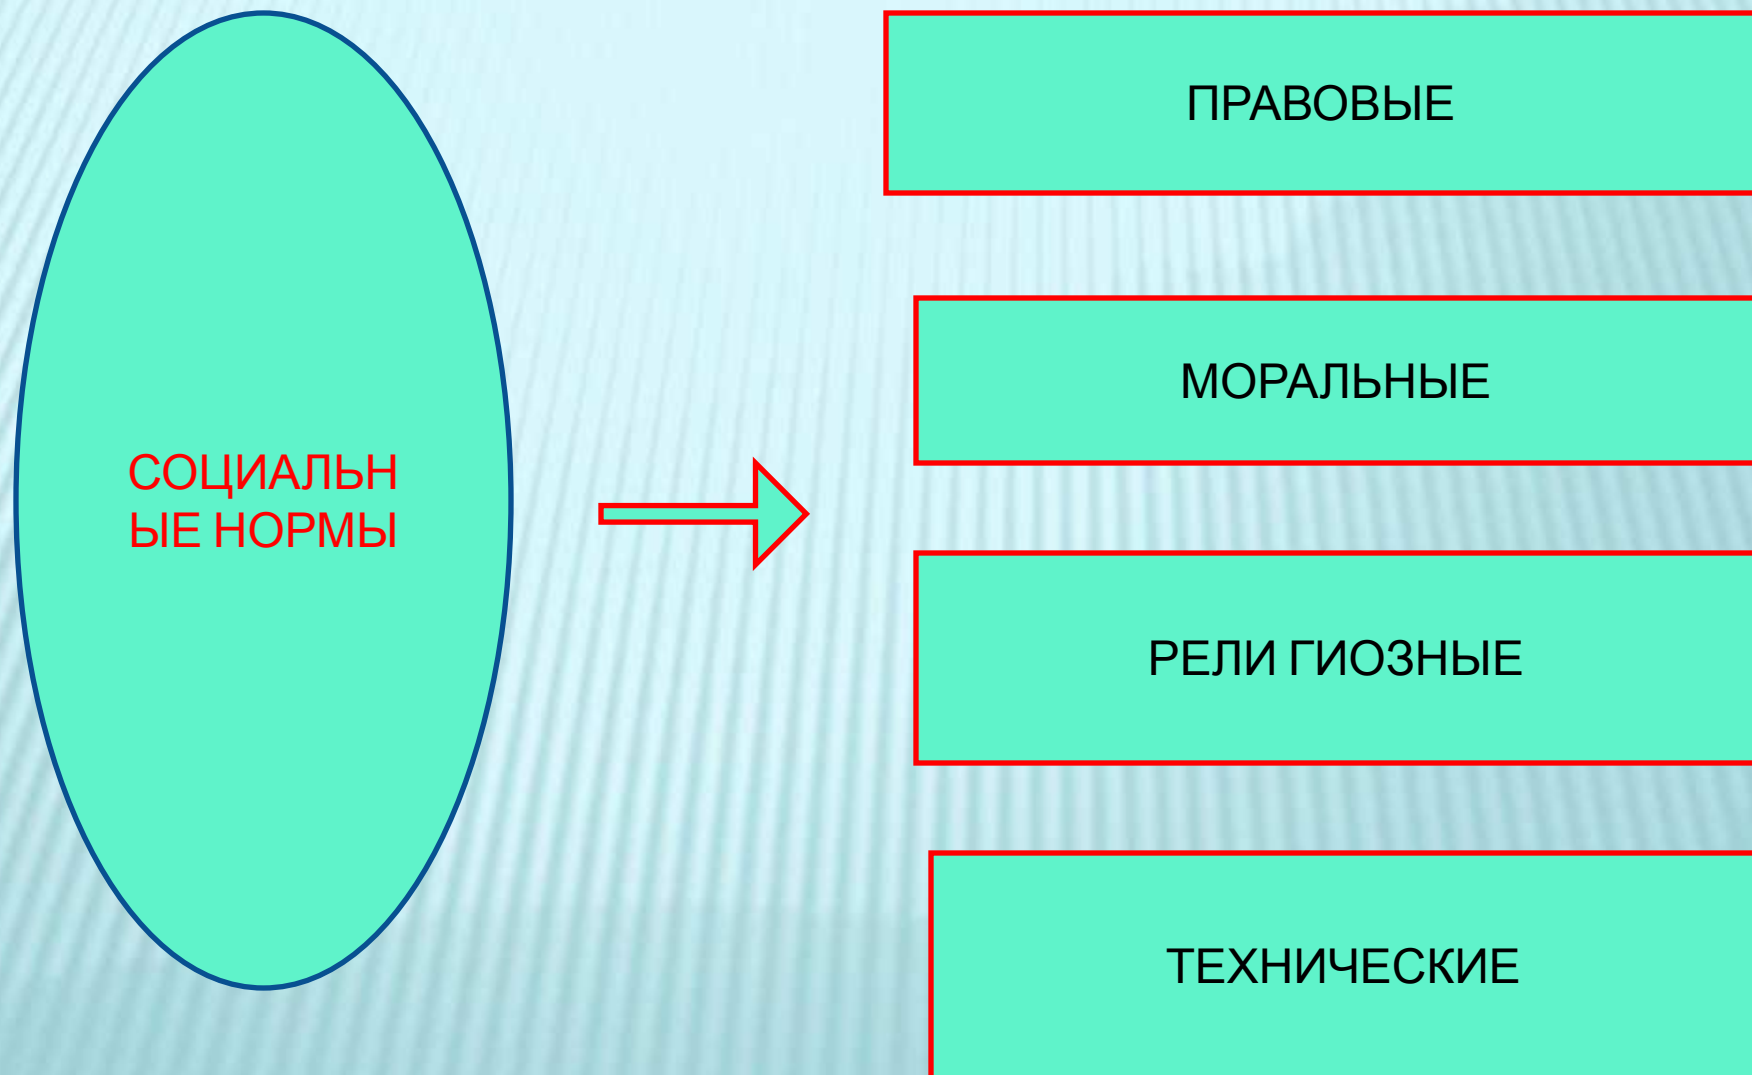 СОЦИАЛЬН
ЫЕ НОРМЫ
ПРАВОВЫЕ
МОРАЛЬНЫЕ
РЕЛИ ГИОЗНЫЕ
ТЕХНИЧЕСКИЕ